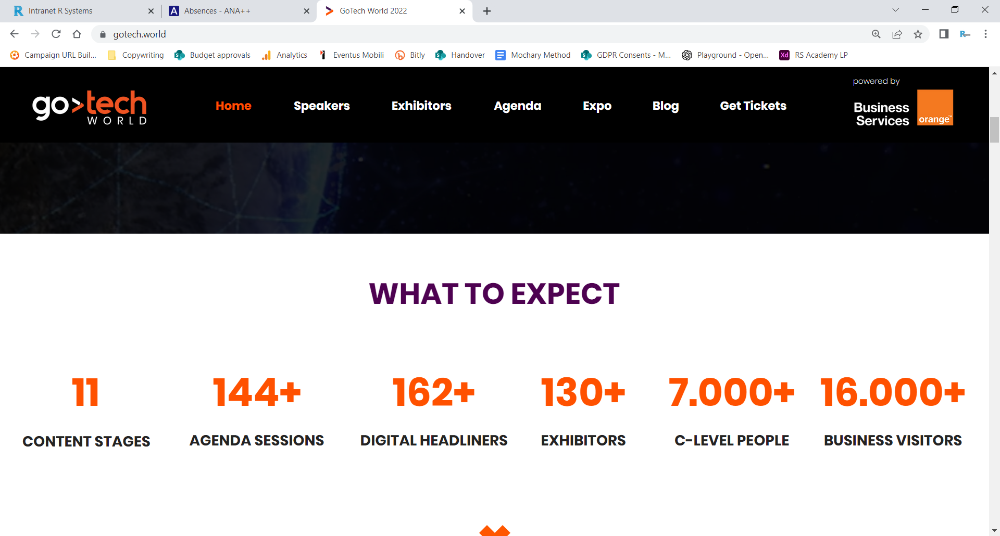 Intranet R Systems
Absences - ANA++
GoTech World 2022
gotech.world
Campaign URL Buil...
Copywriting
Budget approvals
Analytics
Eventus Mobili
Bitly
Handover
Mochary Method
GDPR Consents - M...
Playground - Open...
RS Academy LP
go>tech
WORLD
Home
Speakers
Exhibitors
Agenda
Expo
Blog
Get Tickets
powered by
Business
Services
orange™
WHAT TO EXPECT
11
144+
162+
130+
7.000+
16.000+
CONTENT STAGES
AGENDA SESSIONS
DIGITAL HEADLINERS
EXHIBITORS
C-LEVEL PEOPLE
BUSINESS VISITORS